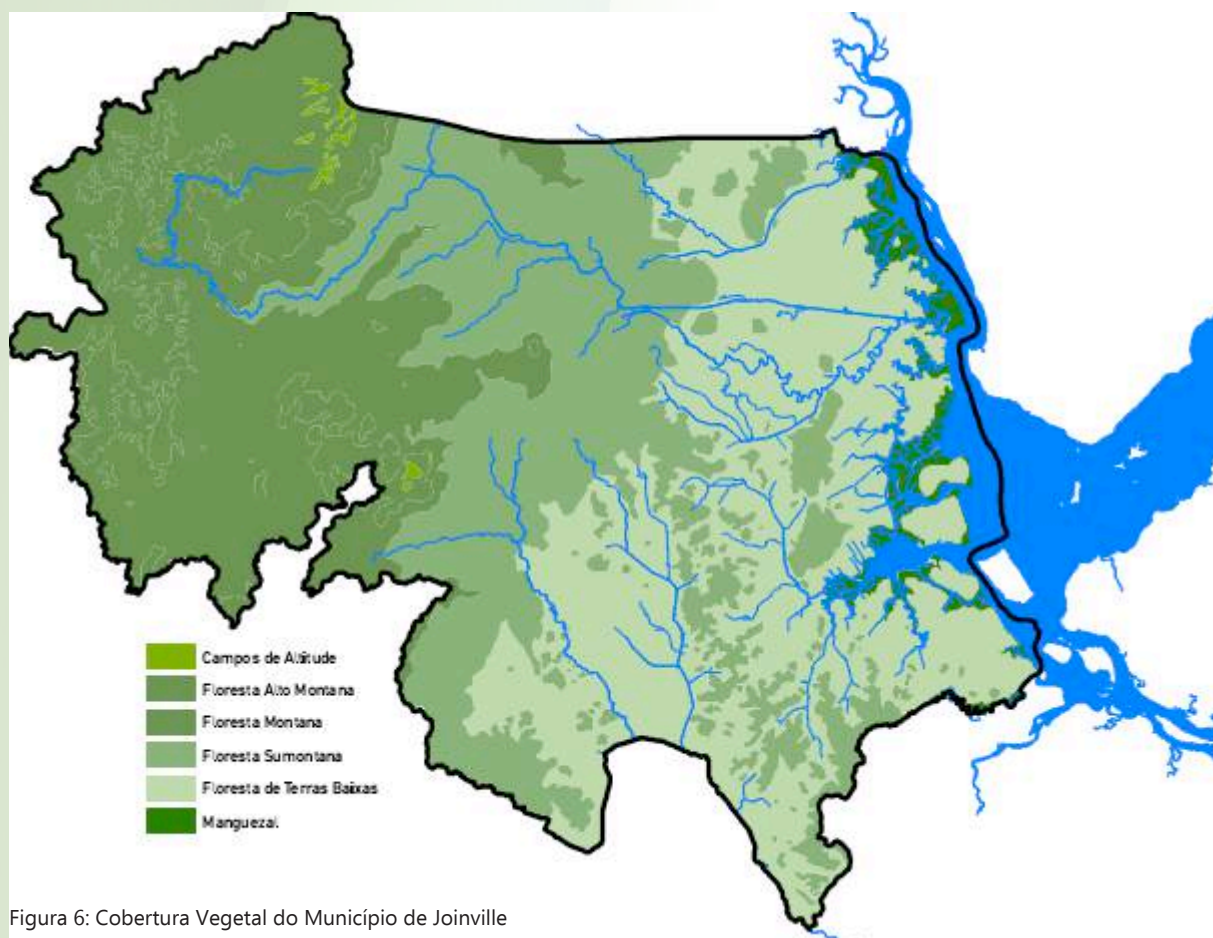 Campos de Altitude
Floresta Alto Montana
Floresta Montana
Floresta Sumontana
Floresta de Terras Baixas
Manguezal
Figura 6: Cobertura Vegetal do Município de Joinville